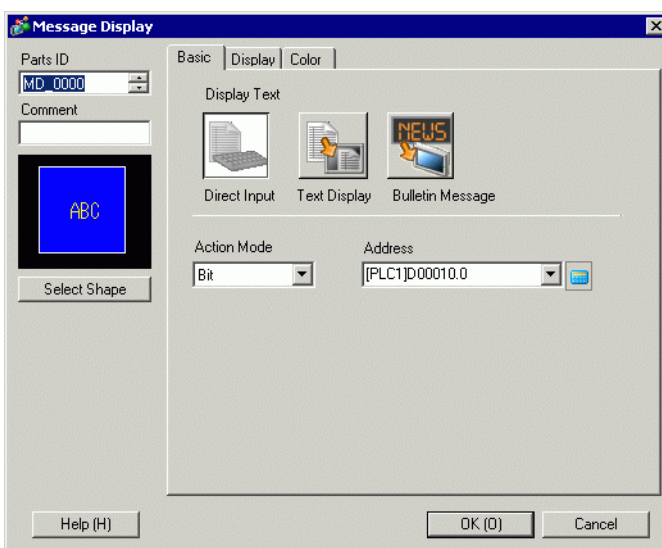 Message Display
Parts ID
MD_0000
Comment
ABC
Select Shape
Basic Display Color
Display Text
NEWS
Direct Input Text Display Bulletin Message
Action Mode Address
Bit [PLC1]D00010.0
Help (H) OK (O) Cancel